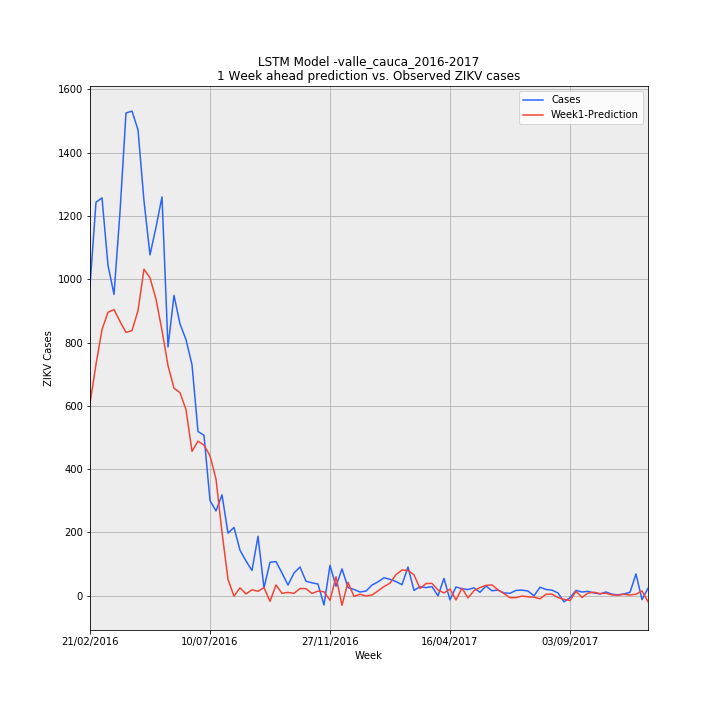 LSTM Model -valle_cauca_2016-2017
1 Week ahead prediction vs. Observed ZIKV cases
Cases
Week1-Prediction
1600
1400
1200
1000
800
600
400
200
0
ZIKV Cases
21/02/2016
10/07/2016
27/11/2016
16/04/2017
03/09/2017
Week